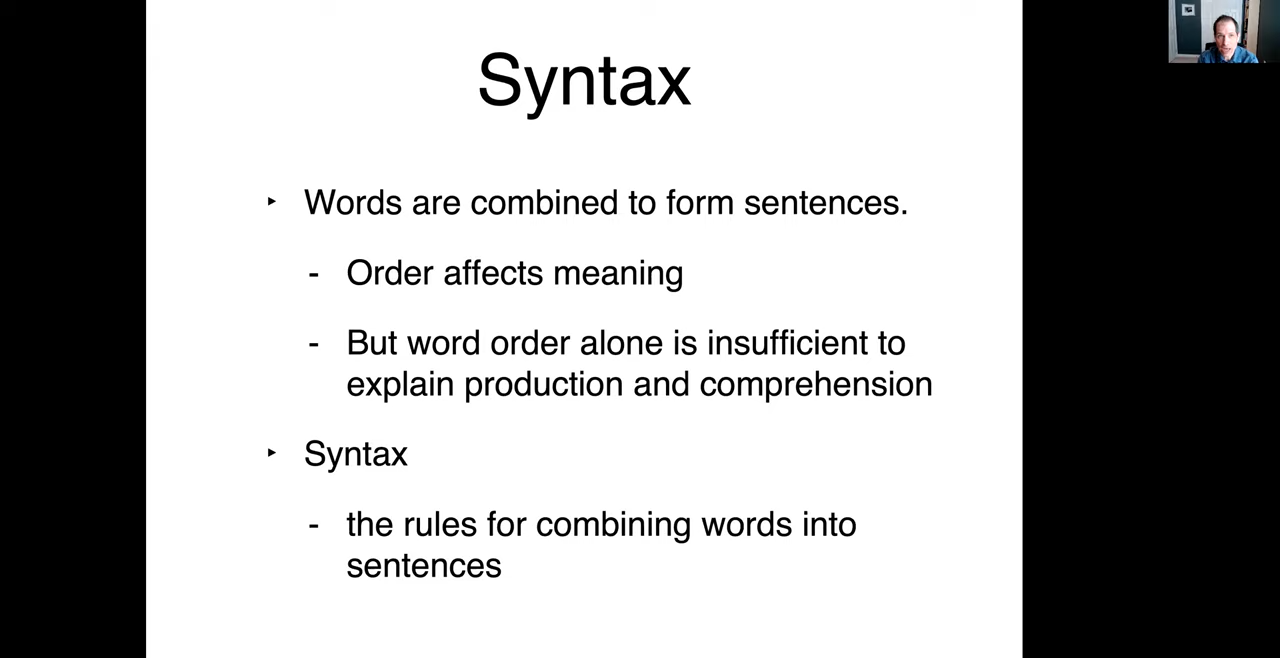 Syntax
‣ Words are combined to form sentences.
- Order affects meaning
- But word order alone is insufficient to
explain production and comprehension
‣ Syntax
- the rules for combining words into
sentences